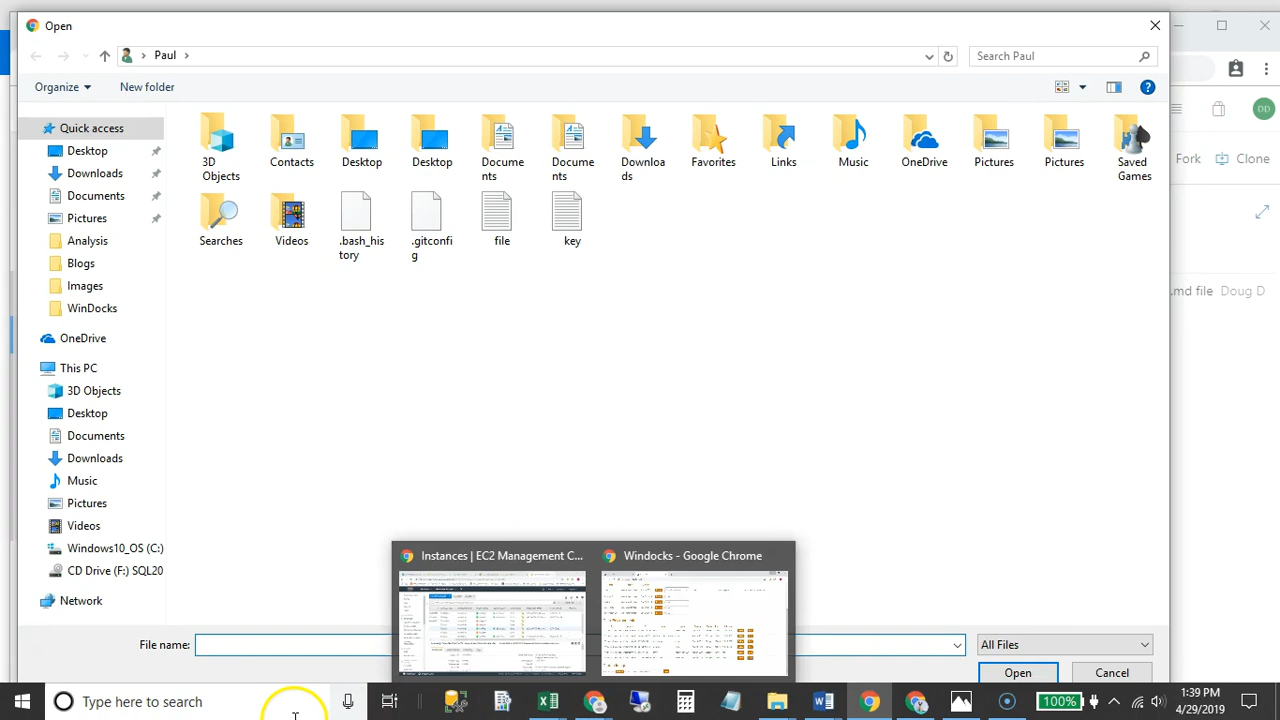 Open
Paul
Search Paul
Organize
New folder
Quick access
Desktop
Downloads
Documents
Pictures
Analysis
Blogs
Images
WinDocks
OneDrive
This PC
3D Objects
Desktop
Documents
Downloads
Music
Pictures
Videos
Windows10_OS (C:)
CD Drive (F:) SQL20
Network
3D
Objects
Contacts
Desktop
Desktop
Docume
nts
Docume
nts
Downloa
ds
Favorites
Links
Music
OneDrive
Pictures
Pictures
Saved
Games
Searches
Videos
.bash_his
tory
.gitconfi
g
file
key
DD
Fork
Clone
.md file Doug D
Instances | EC2 Management C...
Windocks - Google Chrome
File name:
All Files
Open
Cancel
Type here to search
100%
1:39 PM
4/29/2019